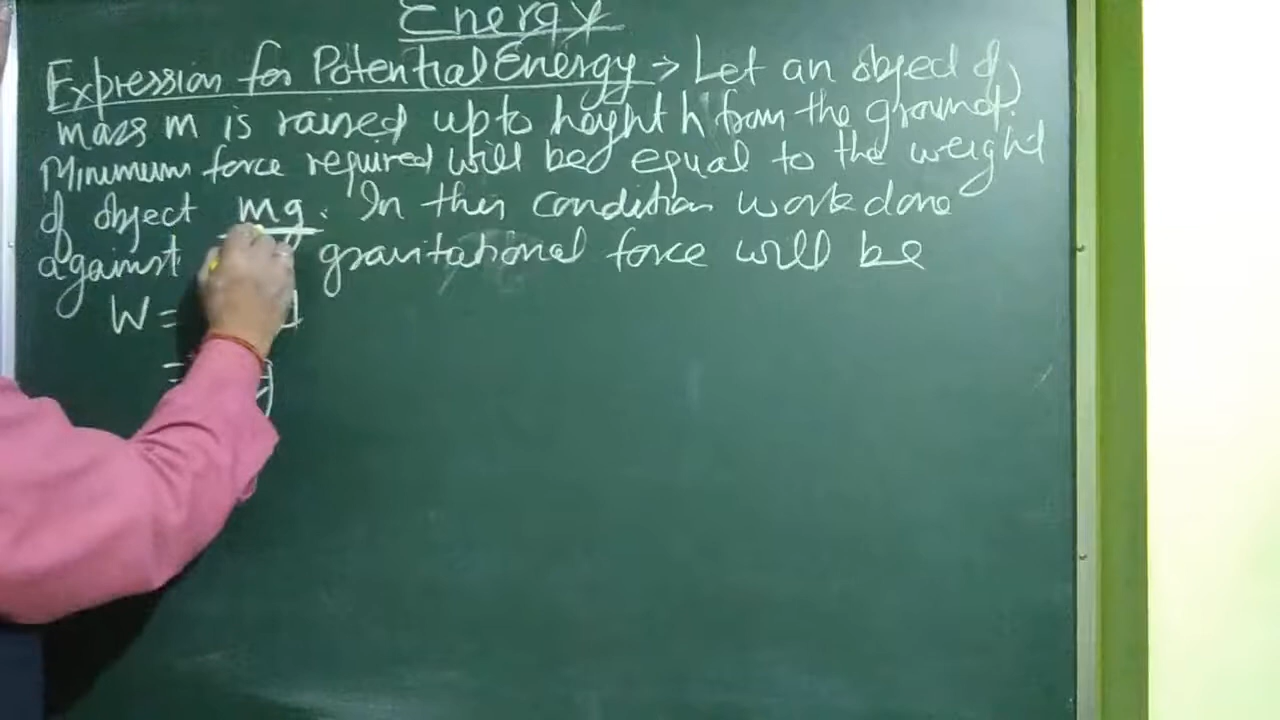 Energy
Expression for Potential Energy → Let an object of
mass m is raised upto height h from the ground.
Minimum force required will be equal to the weight
of object mg. In this condition work done
against gravitational force will be
W =
=